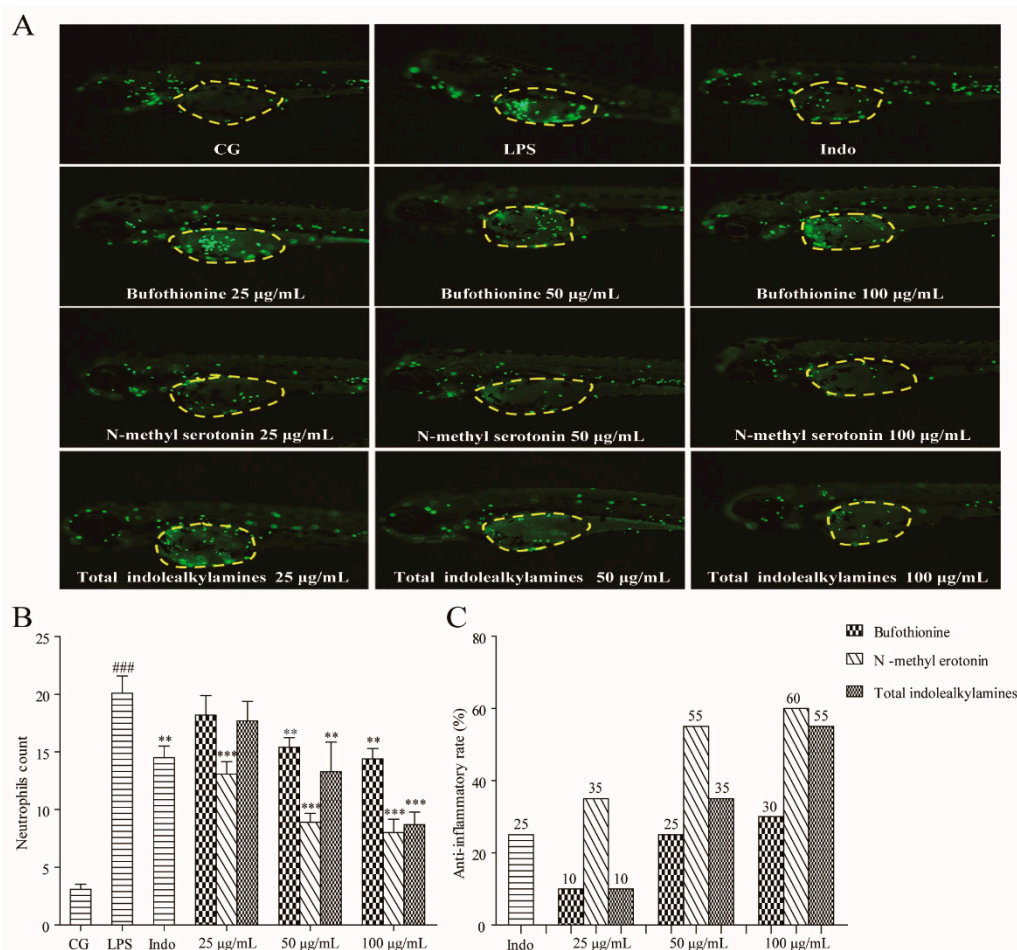 A
CG
LPS
Indo
Bufothionine 25 μg/mL
Bufothionine 50 μg/mL
Bufothionine 100 μg/mL
N-methyl serotonin 25 μg/mL
N-methyl serotonin 50 μg/mL
N-methyl serotonin 100 μg/mL
Total indolealkylamines 25 μg/mL
Total indolealkylamines 50 μg/mL
Total indolealkylamines 100 μg/mL
B
Neutrophils count
25
20
15
10
5
0
###
**
***
**
***
**
**
***
***
CG LPS Indo 25 μg/mL 50 μg/mL 100 μg/mL
C
Anti-inflammatory rate (%)
80
60
40
20
0
25
10
35
10
25
55
35
30
60
55
Indo 25 μg/mL 50 μg/mL 100 μg/mL
Bufothionine
N -methyl erotonin
Total indolealkylamines